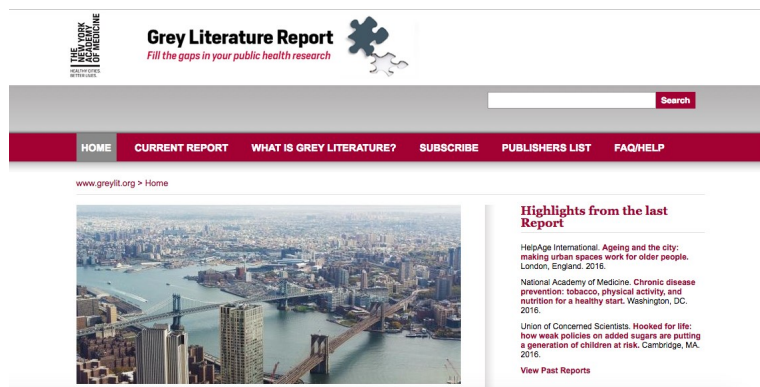 THE
NEW YORK
ACADEMY
OF MEDICINE
HEALTHY CITIES.
BETTER LIVES.
Grey Literature Report
Fill the gaps in your public health research
Search
HOME
CURRENT REPORT
WHAT IS GREY LITERATURE?
SUBSCRIBE
PUBLISHERS LIST
FAQ/HELP
www.greylit.org > Home
Highlights from the last
Report
HelpAge International. Ageing and the city:
making urban spaces work for older people.
London, England. 2016.
National Academy of Medicine. Chronic disease
prevention: tobacco, physical activity, and
nutrition for a healthy start. Washington, DC.
2016.
Union of Concerned Scientists. Hooked for life:
how weak policies on added sugars are putting
a generation of children at risk. Cambridge, MA.
2016.
View Past Reports